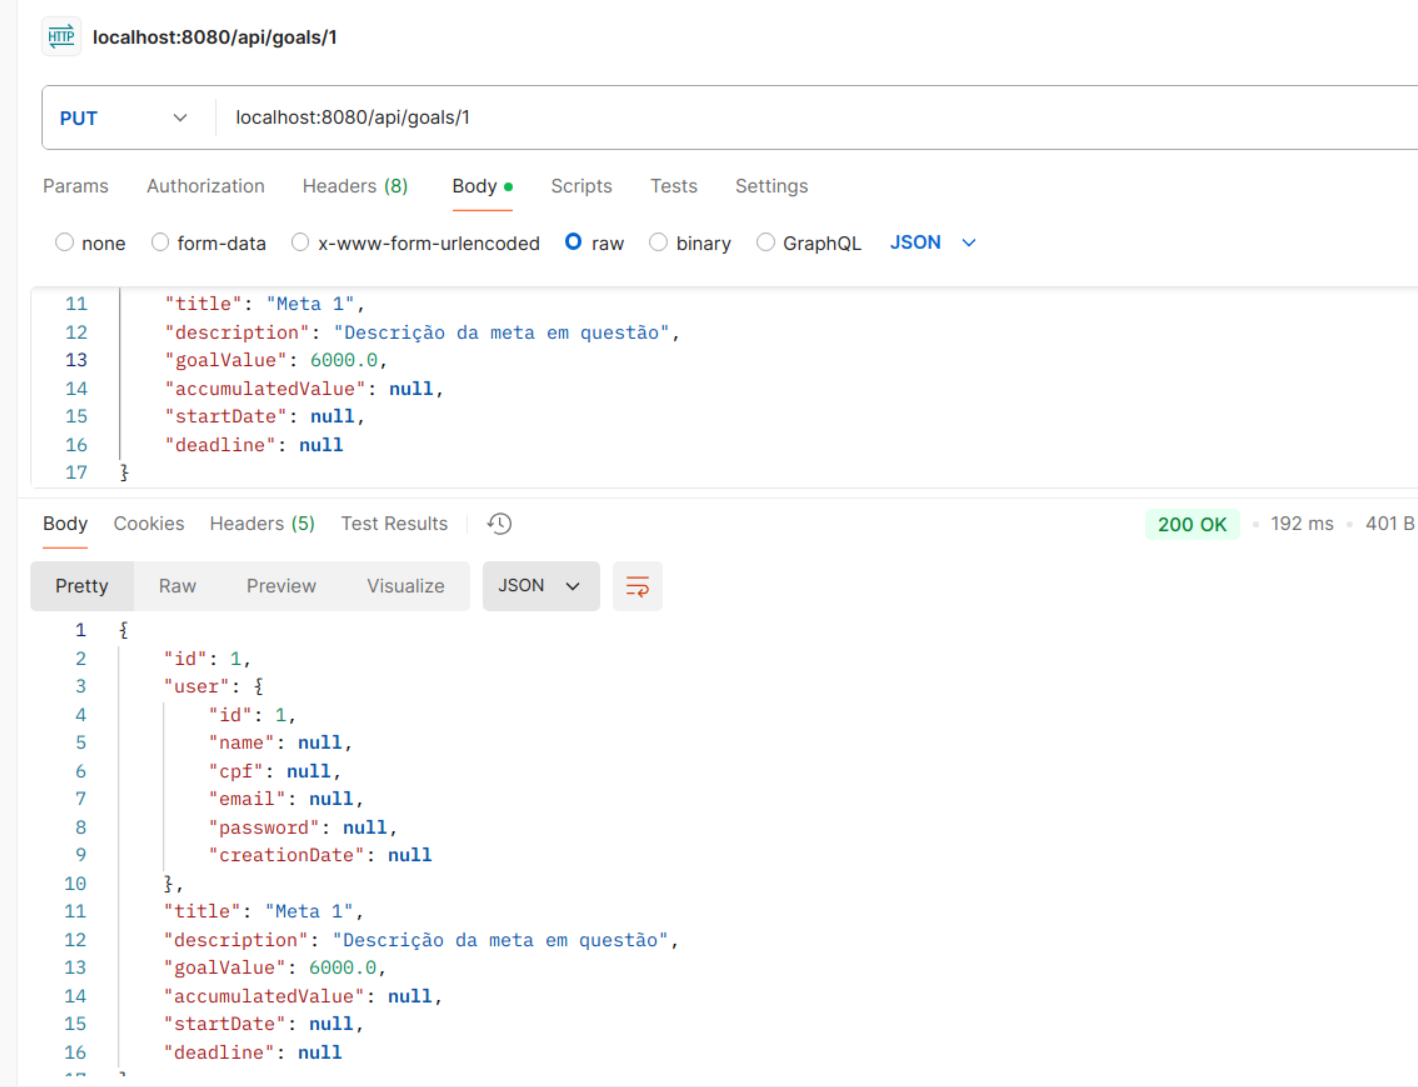 HTTP localhost:8080/api/goals/1
PUT localhost:8080/api/goals/1
Params Authorization Headers (8) Body Scripts Tests Settings
none form-data x-www-form-urlencoded raw binary GraphQL JSON
11 "title": "Meta 1",
12 "description": "Descrição da meta em questão",
13 "goalValue": 6000.0,
14 "accumulatedValue": null,
15 "startDate": null,
16 "deadline": null
17 }
Body Cookies Headers (5) Test Results 200 OK 192 ms 401 B
Pretty Raw Preview Visualize JSON
1 {
2 "id": 1,
3 "user": {
4 "id": 1,
5 "name": null,
6 "cpf": null,
7 "email": null,
8 "password": null,
9 "creationDate": null
10 },
11 "title": "Meta 1",
12 "description": "Descrição da meta em questão",
13 "goalValue": 6000.0,
14 "accumulatedValue": null,
15 "startDate": null,
16 "deadline": null